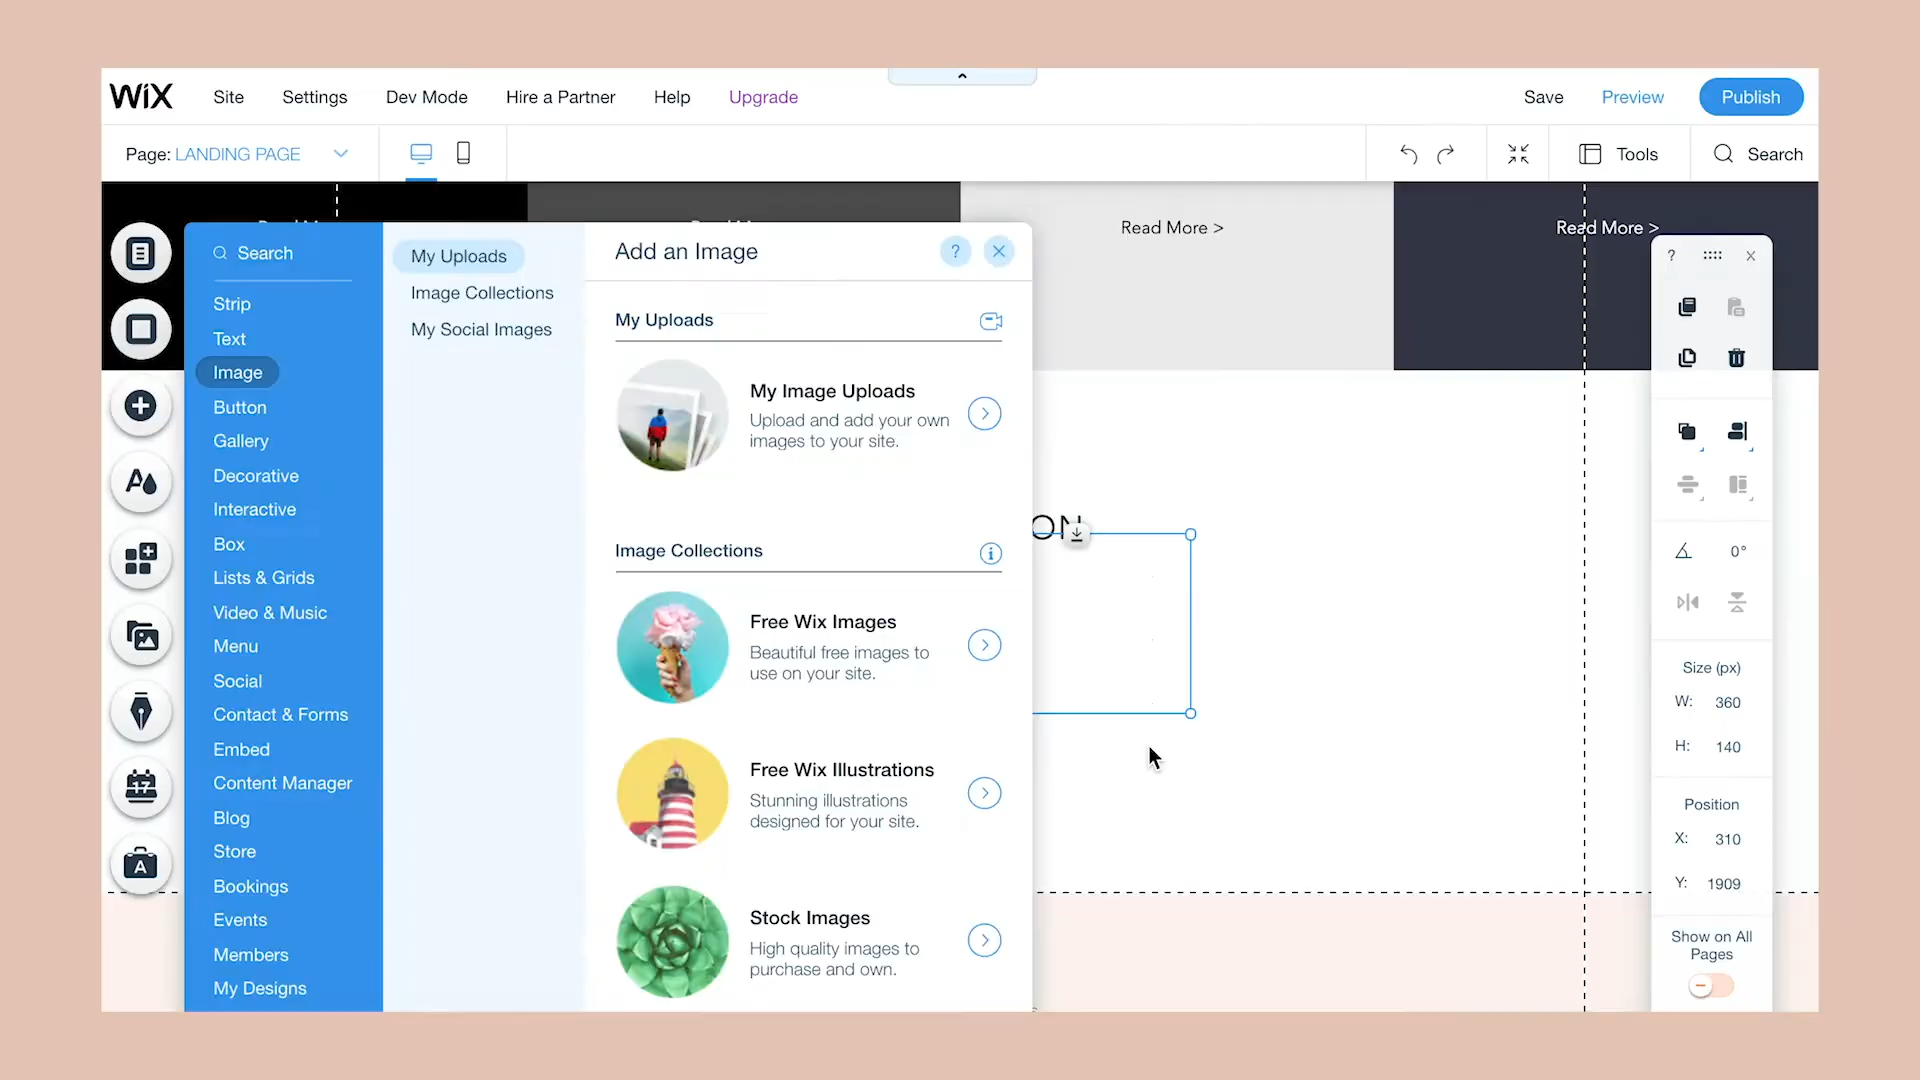 WiX Site Settings Dev Mode Hire a Partner Help Upgrade Save Preview Publish
Page: LANDING PAGE Tools Search
Read More >
Read More >
Search
Strip
Text
Image
Button
Gallery
Decorative
Interactive
Box
Lists & Grids
Video & Music
Menu
Social
Contact & Forms
Embed
Content Manager
Blog
Store
Bookings
Events
Members
My Designs
My Uploads
Image Collections
My Social Images
Add an Image
?
My Uploads
My Image Uploads
Upload and add your own
images to your site.
Image Collections
Free Wix Images
Beautiful free images to
use on your site.
Free Wix Illustrations
Stunning illustrations
designed for your site.
Stock Images
High quality images to
purchase and own.
ON
17
A
?
0°
Size (px)
W: 360
H: 140
Position
X: 310
Y: 1909
Show on All
Pages